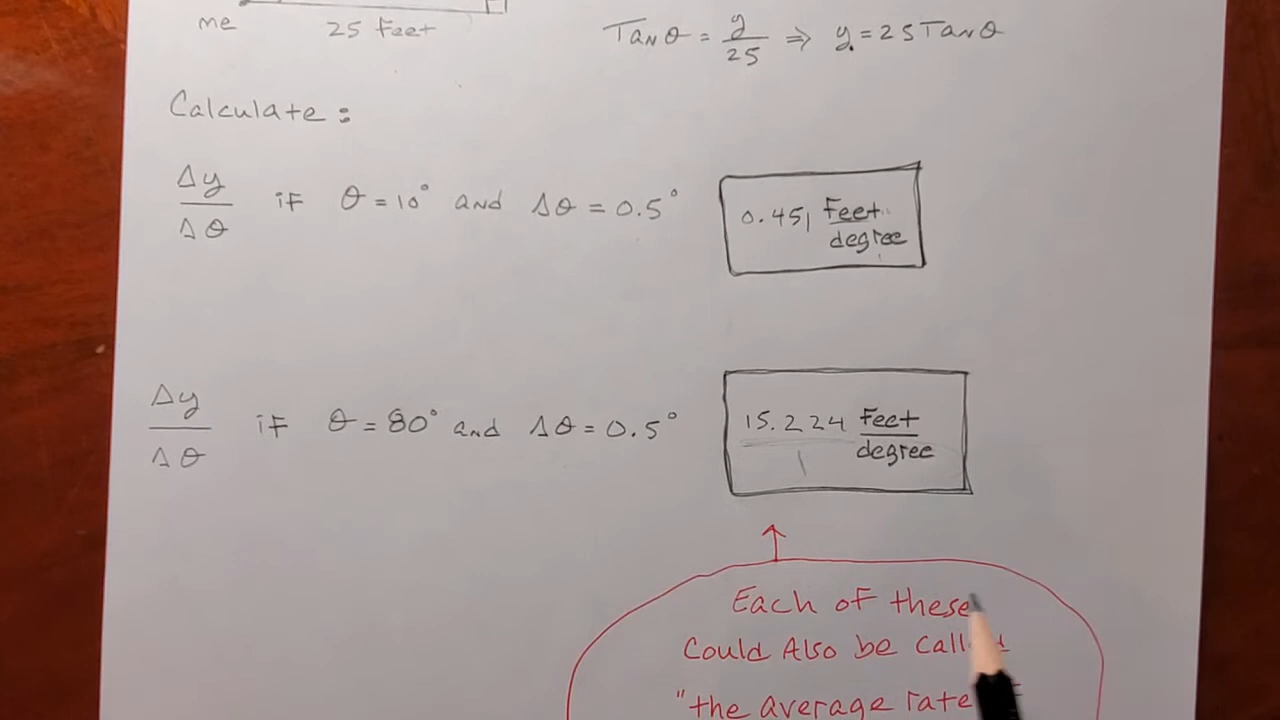 me 25 Feet
Tan θ = y/25 ⇒ y = 25 Tan θ
Calculate :
Δy/Δθ if θ = 10° and Δθ = 0.5° 0.451 Feet/degree
Δy/Δθ if θ = 80° and Δθ = 0.5° 15.224 Feet/degree
Each of these
Could Also be called
"the average rate